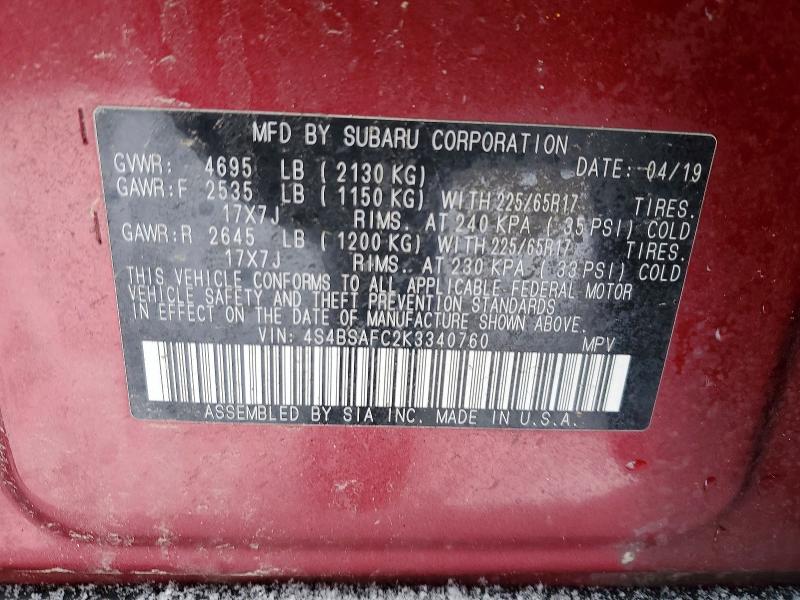 MFD BY SUBARU CORPORATION
GVWR: 4695 LB ( 2130 KG) DATE: 04/19
GAWR:F 2535 LB ( 1150 KG) WITH 225/65R17 TIRES.
17X7J RIMS. AT 240 KPA ( 35 PSI) COLD
GAWR:R 2645 LB ( 1200 KG) WITH 225/65R17 TIRES.
17X7J RIMS. AT 230 KPA ( 33 PSI) COLD
THIS VEHICLE CONFORMS TO ALL APPLICABLE FEDERAL MOTOR
VEHICLE SAFETY AND THEFT PREVENTION STANDARDS
IN EFFECT ON THE DATE OF MANUFACTURE SHOWN ABOVE.
VIN: 4S4BSAFC2K3340760 MPV
ASSEMBLED BY SIA INC. MADE IN U.S.A.